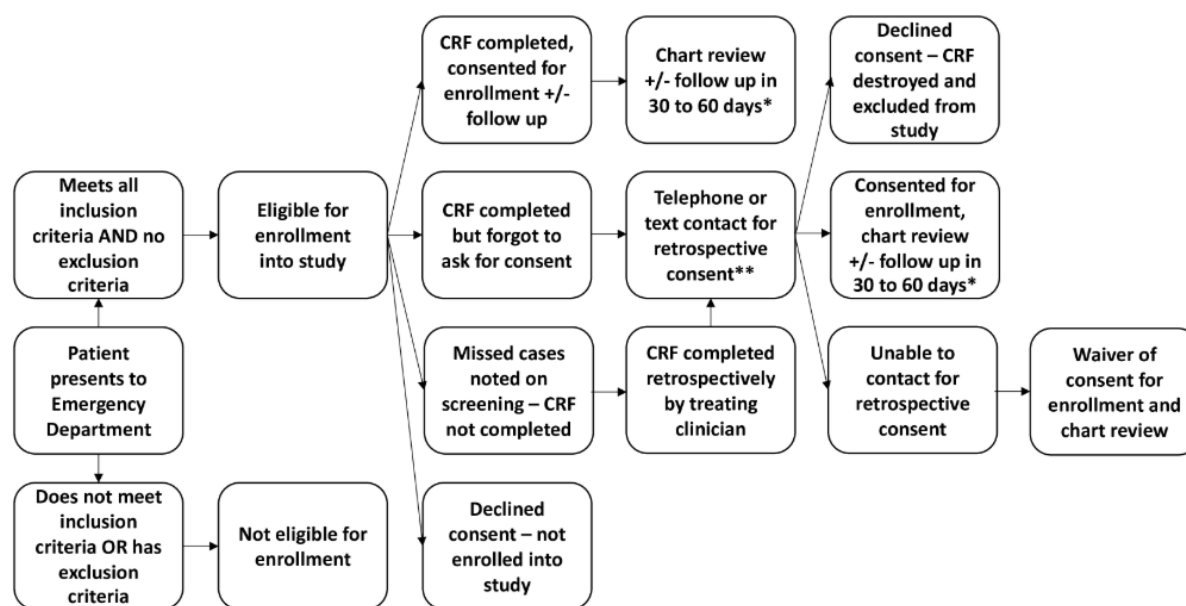 CRF completed,
consented for
enrollment +/-
follow up
Chart review
+/- follow up in
30 to 60 days*
Declined
consent – CRF
destroyed and
excluded from
study
Meets all
inclusion
criteria AND no
exclusion
criteria
Eligible for
enrollment
into study
CRF completed
but forgot to
ask for consent
Telephone or
text contact for
retrospective
consent**
Consented for
enrollment,
chart review
+/- follow up in
30 to 60 days*
Patient
presents to
Emergency
Department
Missed cases
noted on
screening – CRF
not completed
CRF completed
retrospectively
by treating
clinician
Unable to
contact for
retrospective
consent
Waiver of
consent for
enrollment and
chart review
Does not meet
inclusion
criteria OR has
exclusion
criteria
Not eligible for
enrollment
Declined
consent – not
enrolled into
study